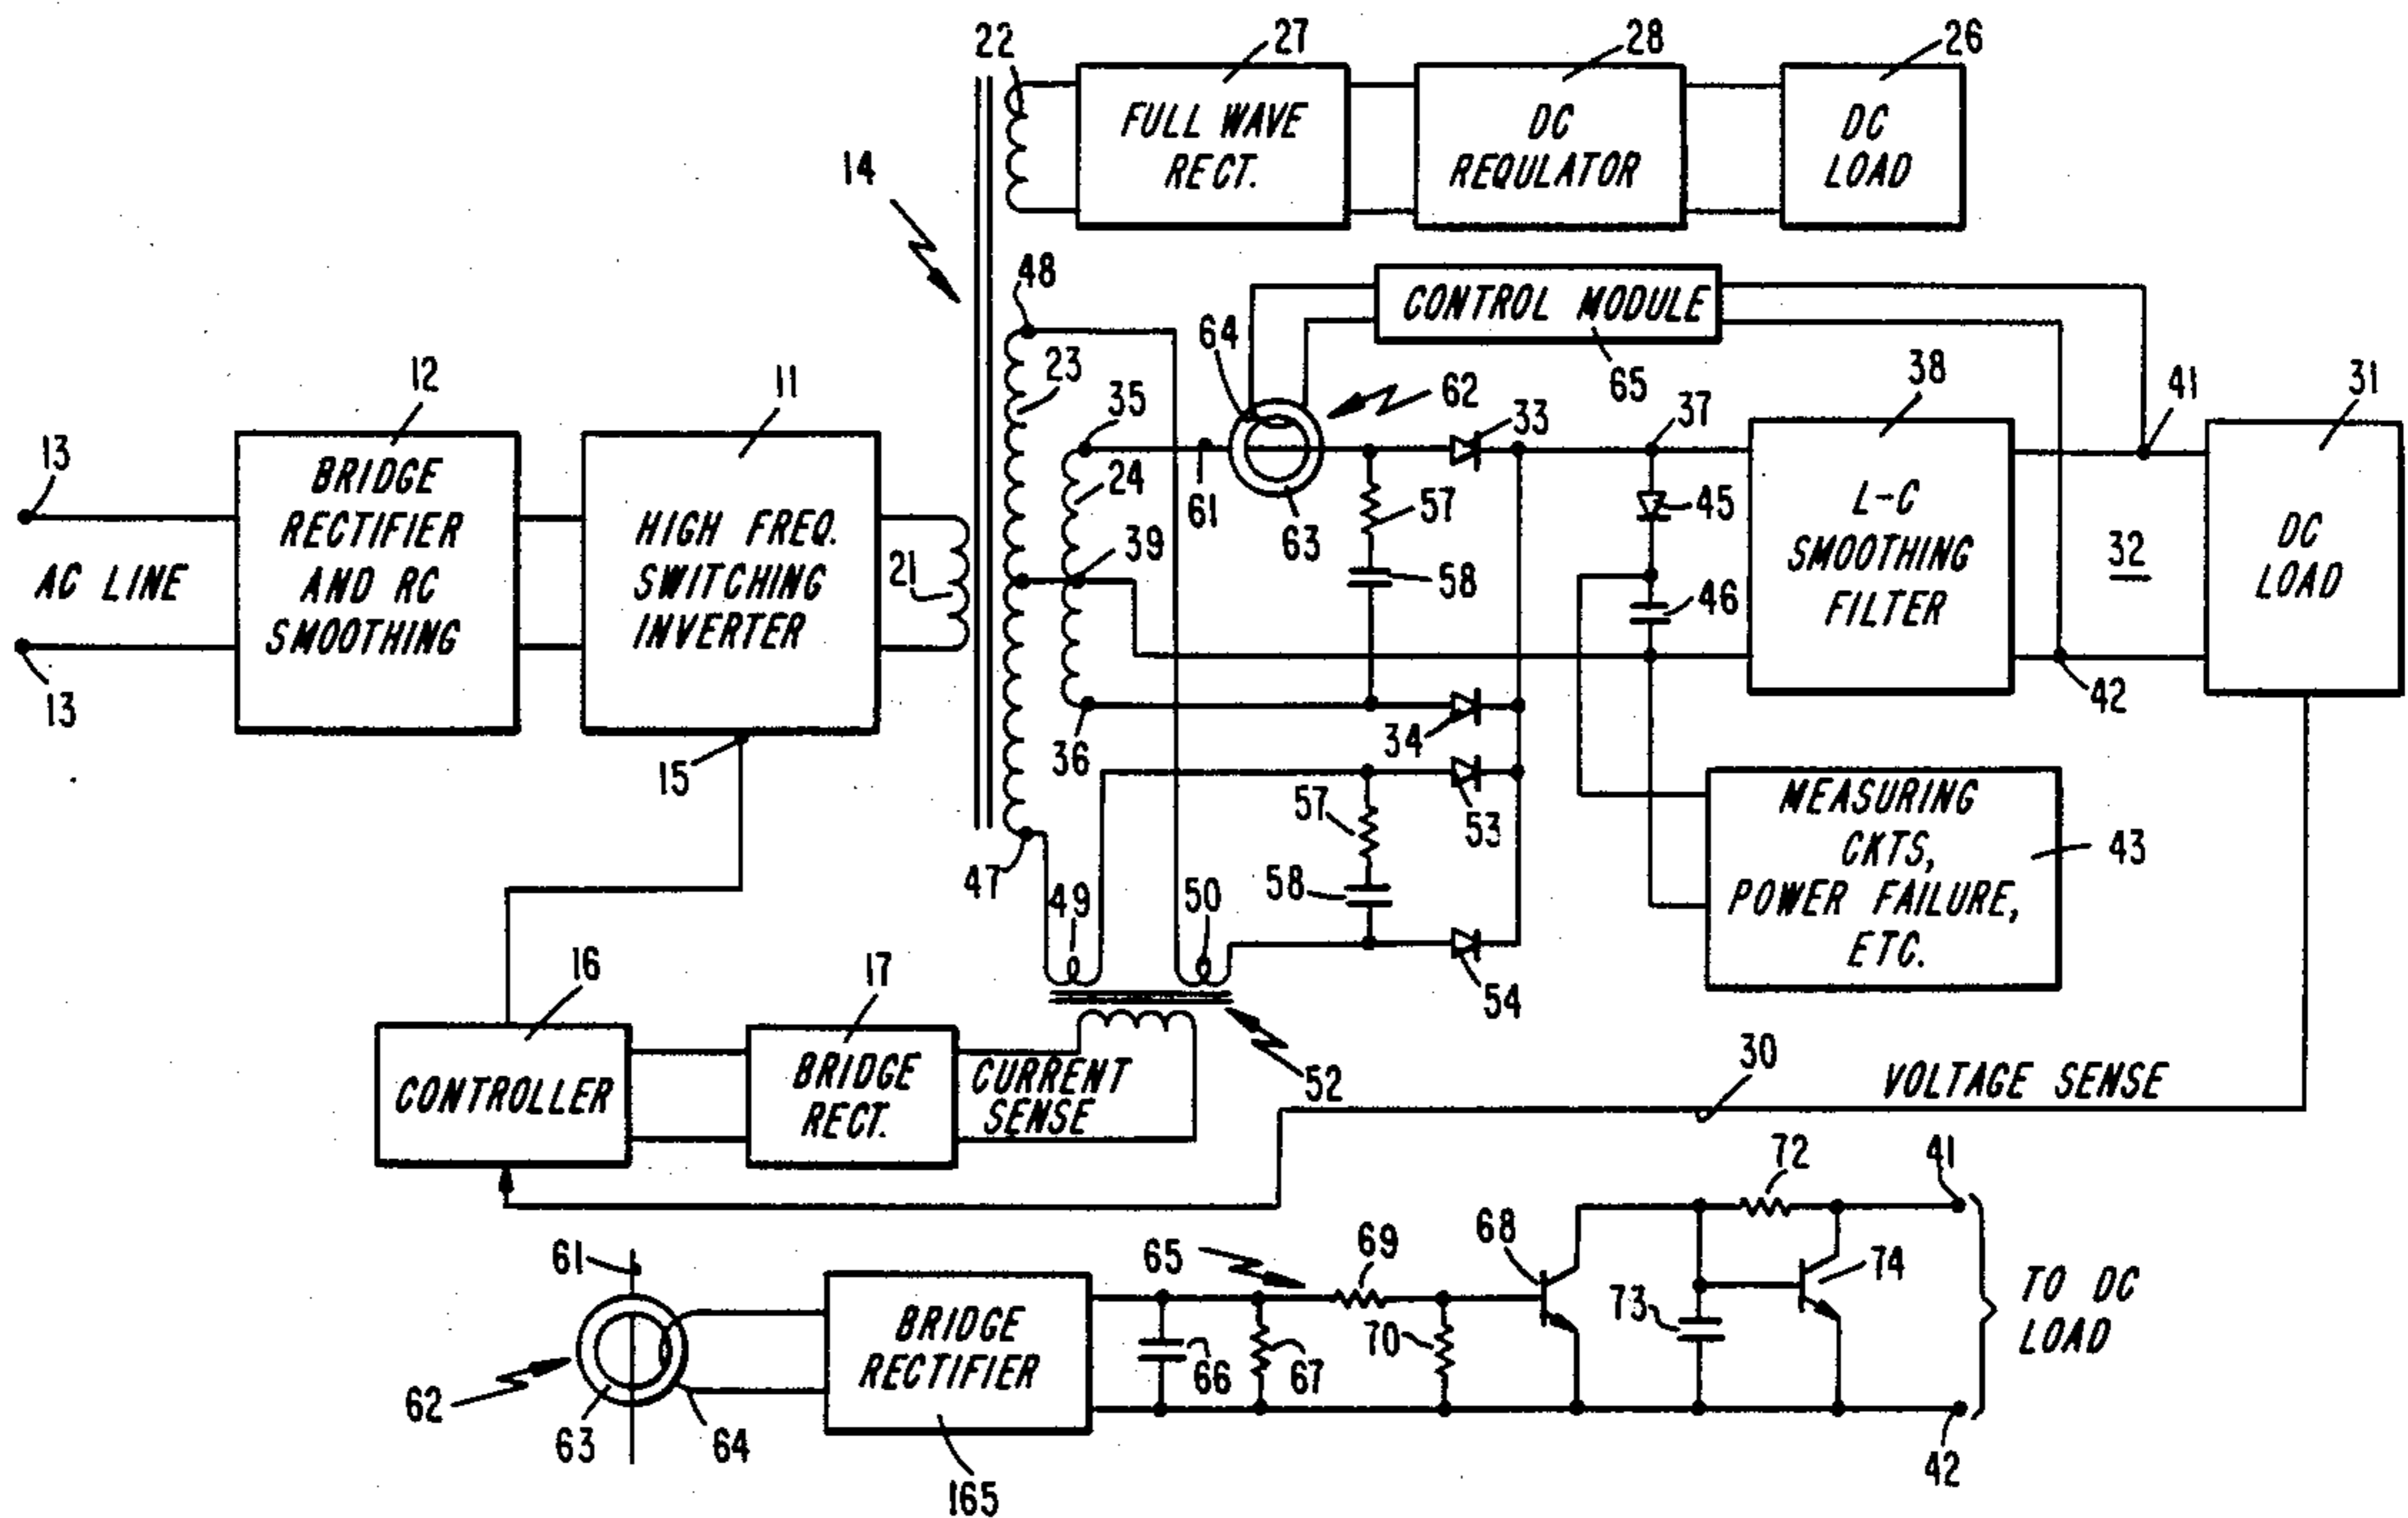 22
27
28
26
FULL WAVE
RECT.
DC
REQULATOR
DC
LOAD
14
48
CONTROL MODULE
64
65
62
23
35
33
37
38
41
31
12
11
13
BRIDGE
RECTIFIER
AND RC
SMOOTHING
HIGH FREQ.
SWITCHING
INVERTER
AC LINE
13
21
24
61
63
39
57
58
45
46
L-C
SMOOTHING
FILTER
32
DC
LOAD
42
15
36
34
47
49
50
57
58
53
54
MEASURING
CKTS,
POWER FAILURE,
ETC.
43
16
17
CONTROLLER
BRIDGE
RECT.
CURRENT
SENSE
52
30
VOLTAGE SENSE
61
62
63
64
BRIDGE
RECTIFIER
165
65
66
67
69
70
68
72
73
74
41
42
TO DC
LOAD